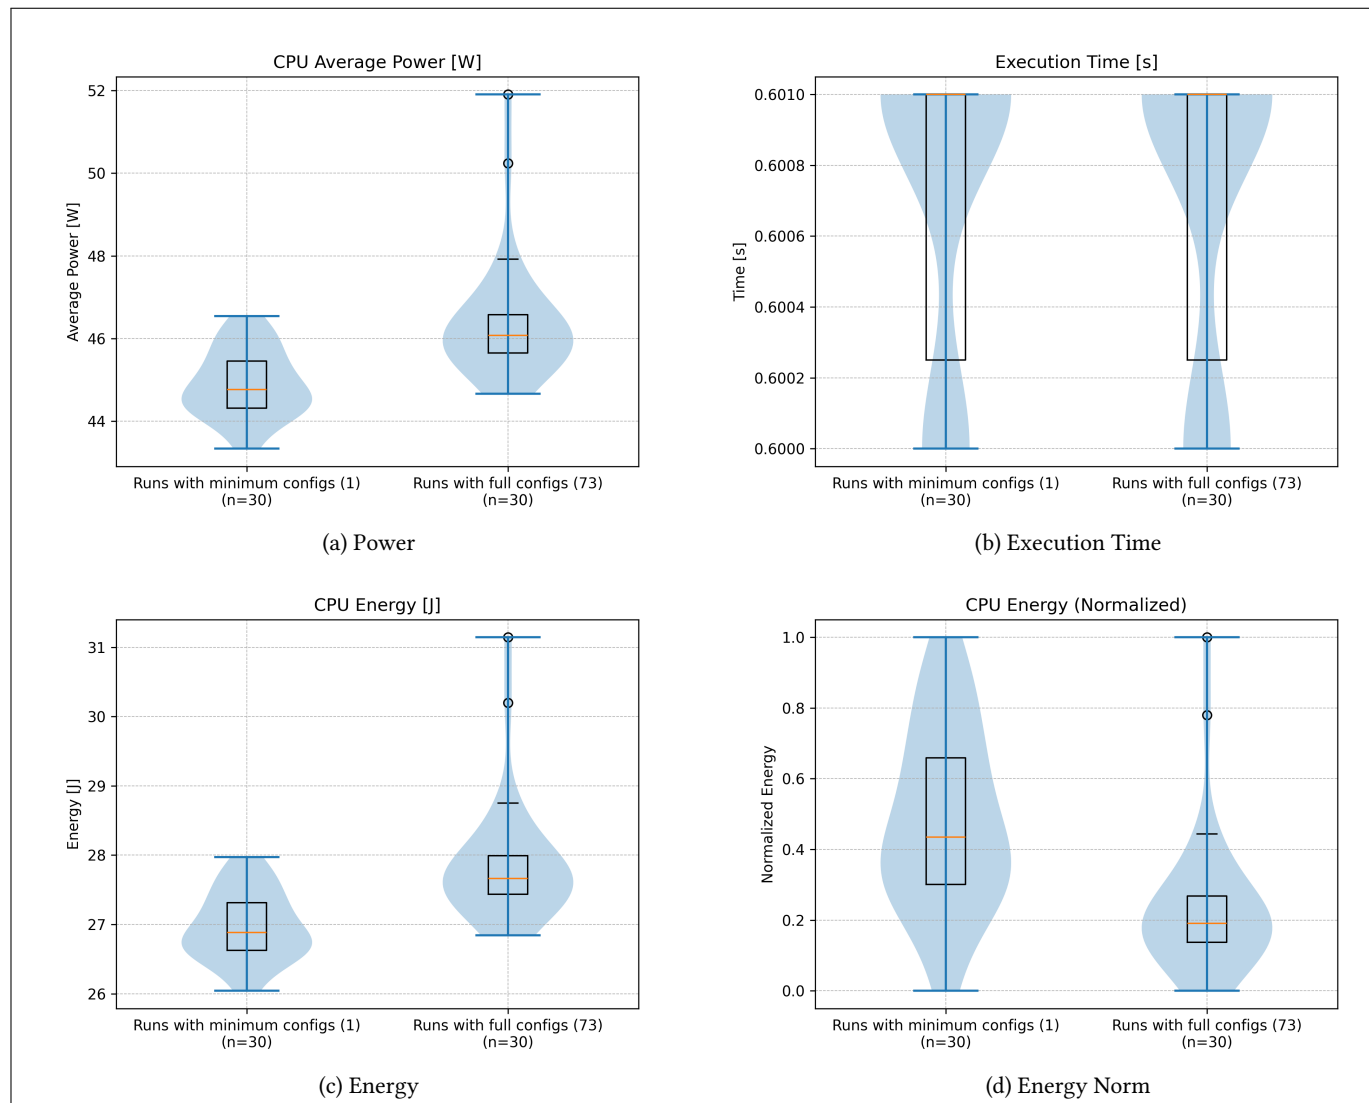 CPU Average Power [W]
Average Power [W]
52
50
48
46
44
Runs with minimum configs (1)
(n=30)
Runs with full configs (73)
(n=30)
(a) Power
Execution Time [s]
Time [s]
0.6010
0.6008
0.6006
0.6004
0.6002
0.6000
Runs with minimum configs (1)
(n=30)
Runs with full configs (73)
(n=30)
(b) Execution Time
CPU Energy [J]
Energy [J]
31
30
29
28
27
26
Runs with minimum configs (1)
(n=30)
Runs with full configs (73)
(n=30)
(c) Energy
CPU Energy (Normalized)
Normalized Energy
1.0
0.8
0.6
0.4
0.2
0.0
Runs with minimum configs (1)
(n=30)
Runs with full configs (73)
(n=30)
(d) Energy Norm